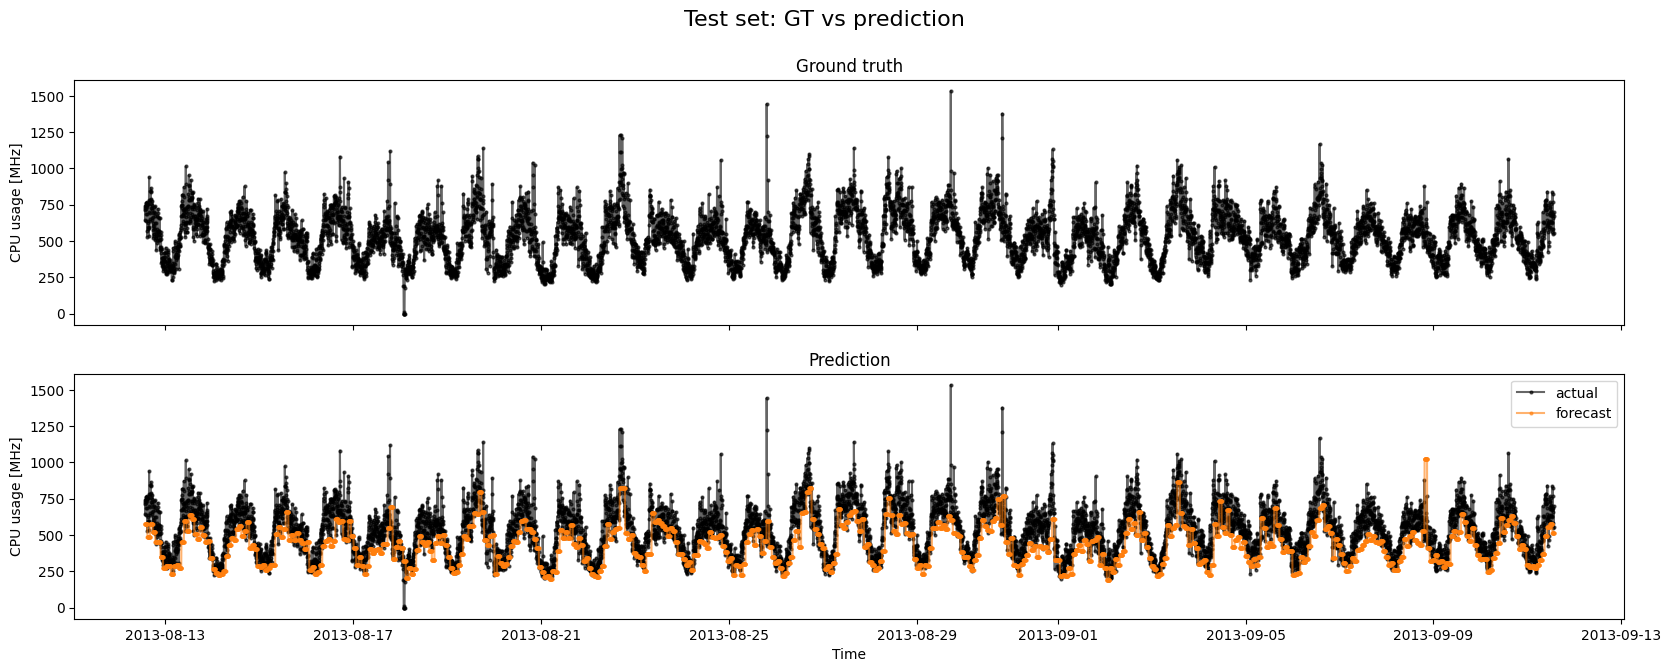 Test set: GT vs prediction
Ground truth
CPU usage [MHz]
1500
1250
1000
750
500
250
0
Prediction
CPU usage [MHz]
1500
1250
1000
750
500
250
0
actual
forecast
2013-08-13 2013-08-17 2013-08-21 2013-08-25 2013-08-29 2013-09-01 2013-09-05 2013-09-09 2013-09-13
Time